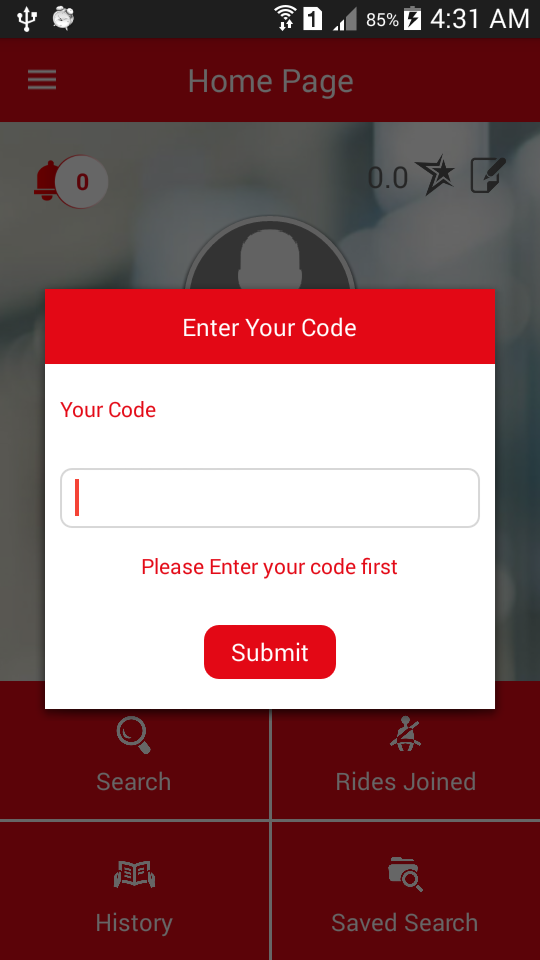 1 85% 4:31 AM
Home Page
0 0.0
Enter Your Code
Your Code
Please Enter your code first
Submit
Search Rides Joined
History Saved Search